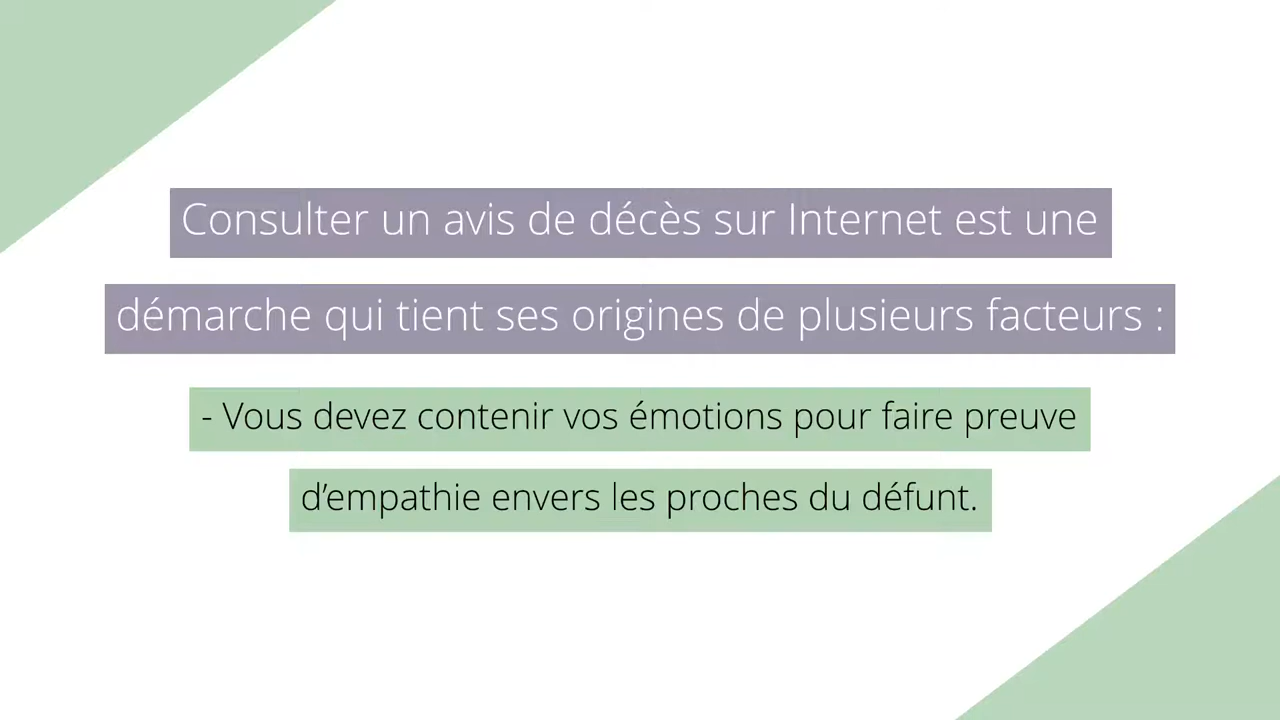 Consulter un avis de décès sur Internet est une
démarche qui tient ses origines de plusieurs facteurs :
- Vous devez contenir vos émotions pour faire preuve
d’empathie envers les proches du défunt.